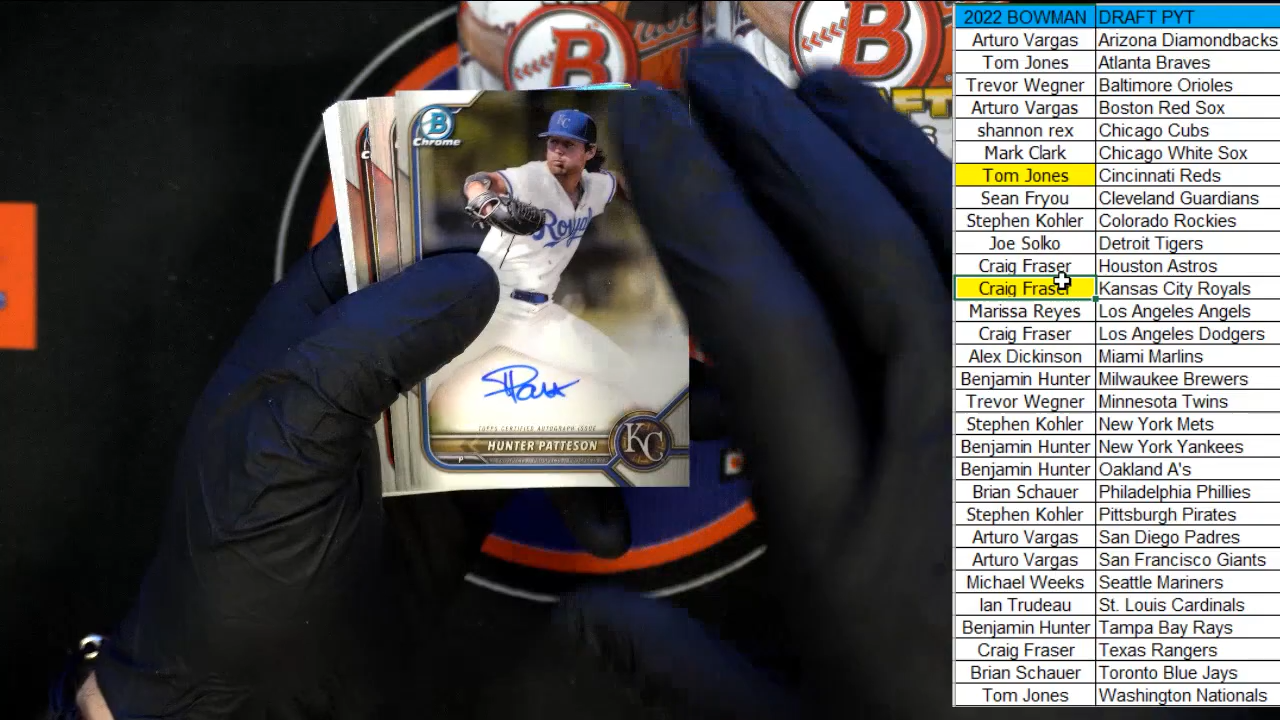 B
B
B
Chrome
C
KC
Royals
TOPPS CERTIFIED AUTOGRAPH ISSUE
HUNTER PATTESON
P
KC
2022 BOWMAN DRAFT PYT
Arturo Vargas Arizona Diamondbacks
Tom Jones Atlanta Braves
Trevor Wegner Baltimore Orioles
Arturo Vargas Boston Red Sox
shannon rex Chicago Cubs
Mark Clark Chicago White Sox
Tom Jones Cincinnati Reds
Sean Fryou Cleveland Guardians
Stephen Kohler Colorado Rockies
Joe Solko Detroit Tigers
Craig Fraser Houston Astros
Craig Fraser Kansas City Royals
Marissa Reyes Los Angeles Angels
Craig Fraser Los Angeles Dodgers
Alex Dickinson Miami Marlins
Benjamin Hunter Milwaukee Brewers
Trevor Wegner Minnesota Twins
Stephen Kohler New York Mets
Benjamin Hunter New York Yankees
Benjamin Hunter Oakland A's
Brian Schauer Philadelphia Phillies
Stephen Kohler Pittsburgh Pirates
Arturo Vargas San Diego Padres
Arturo Vargas San Francisco Giants
Michael Weeks Seattle Mariners
Ian Trudeau St. Louis Cardinals
Benjamin Hunter Tampa Bay Rays
Craig Fraser Texas Rangers
Brian Schauer Toronto Blue Jays
Tom Jones Washington Nationals